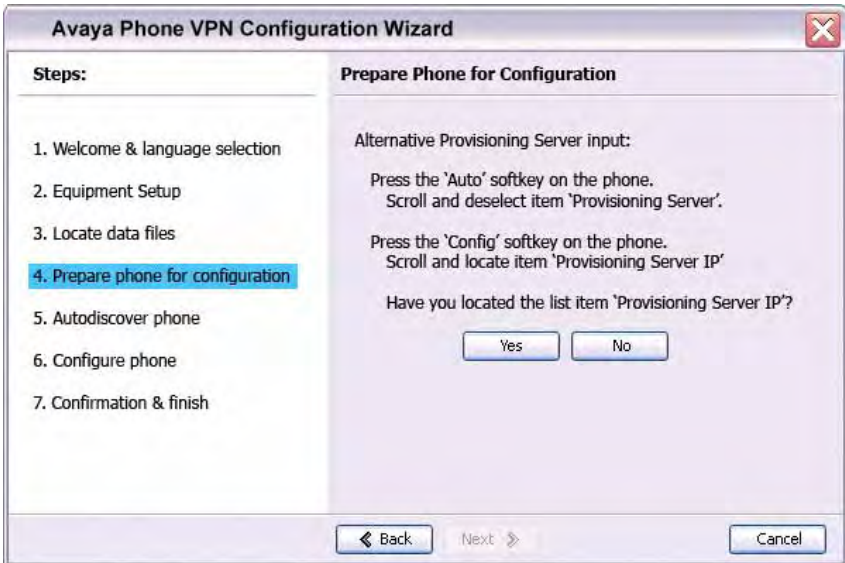 Avaya Phone VPN Configuration Wizard
Steps:
1. Welcome & language selection
2. Equipment Setup
3. Locate data files
4. Prepare phone for configuration
5. Autodiscover phone
6. Configure phone
7. Confirmation & finish
Prepare Phone for Configuration
Alternative Provisioning Server input:
Press the ‘Auto’ softkey on the phone.
Scroll and deselect item ‘Provisioning Server’.
Press the ‘Config’ softkey on the phone.
Scroll and locate item ‘Provisioning Server IP’
Have you located the list item ‘Provisioning Server IP’?
Yes No
Back Next Cancel